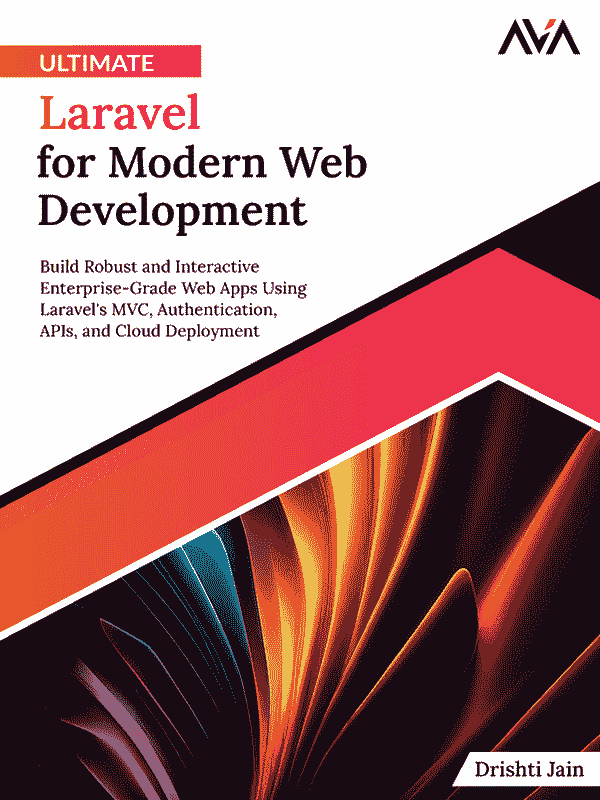 AVA
ULTIMATE
Laravel
for Modern Web
Development
Build Robust and Interactive
Enterprise-Grade Web Apps Using
Laravel's MVC, Authentication,
APIs, and Cloud Deployment
Drishti Jain